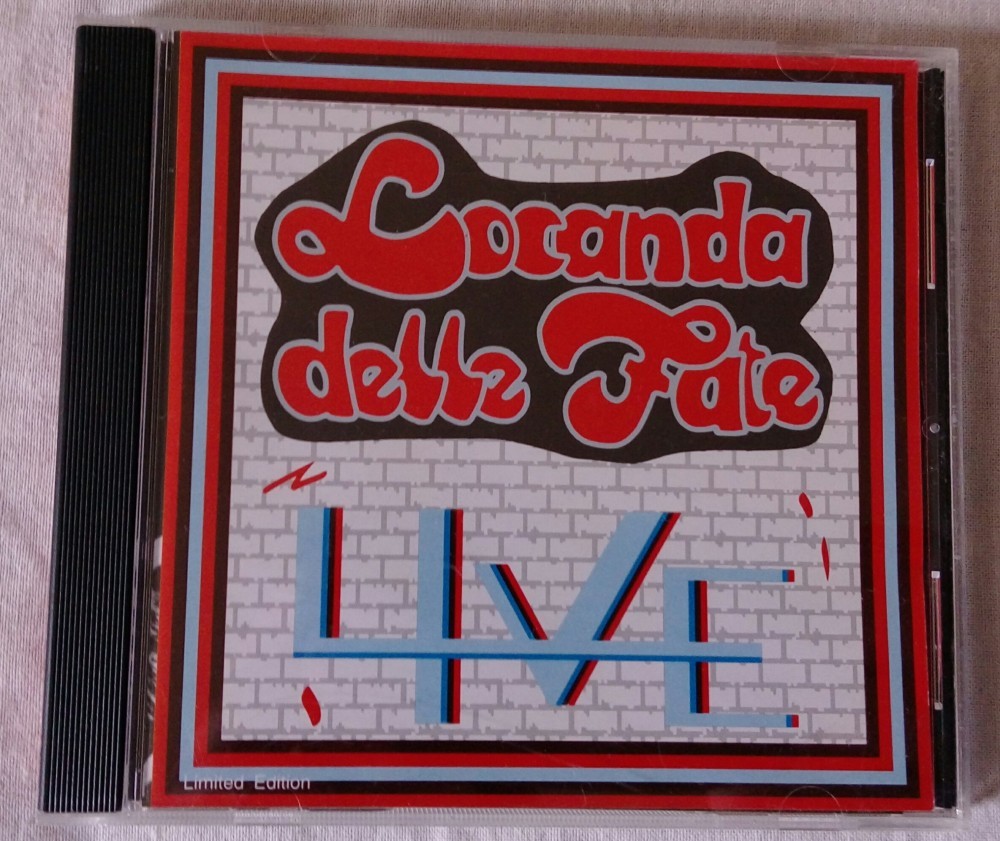 Locanda
delle Fate
LIVE
Limited Edition